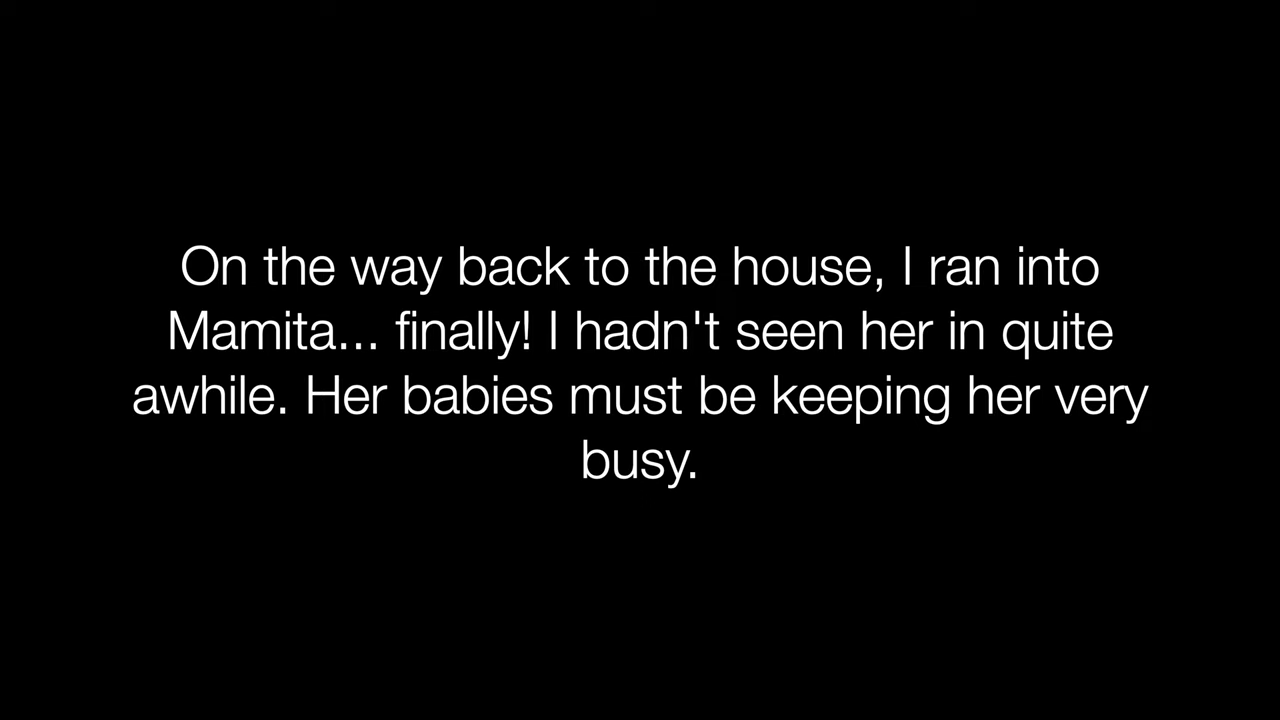 On the way back to the house, I ran into
Mamita... finally! I hadn't seen her in quite
awhile. Her babies must be keeping her very
busy.